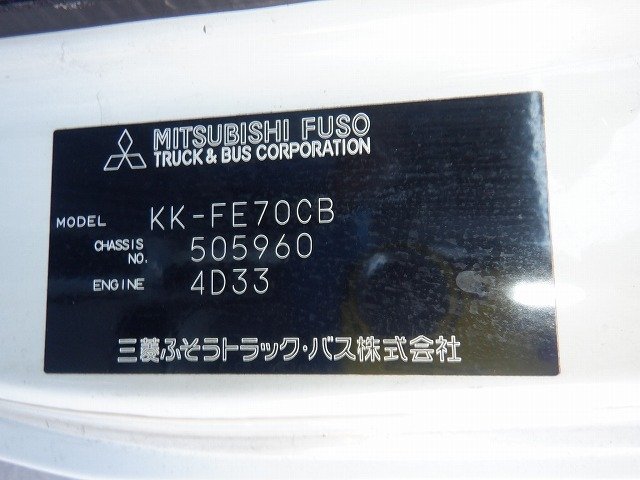 MITSUBISHI FUSO
TRUCK & BUS CORPORATION
MODEL KK-FE70CB
CHASSIS NO. 505960
ENGINE 4D33
三菱ふそうトラック・バス株式会社